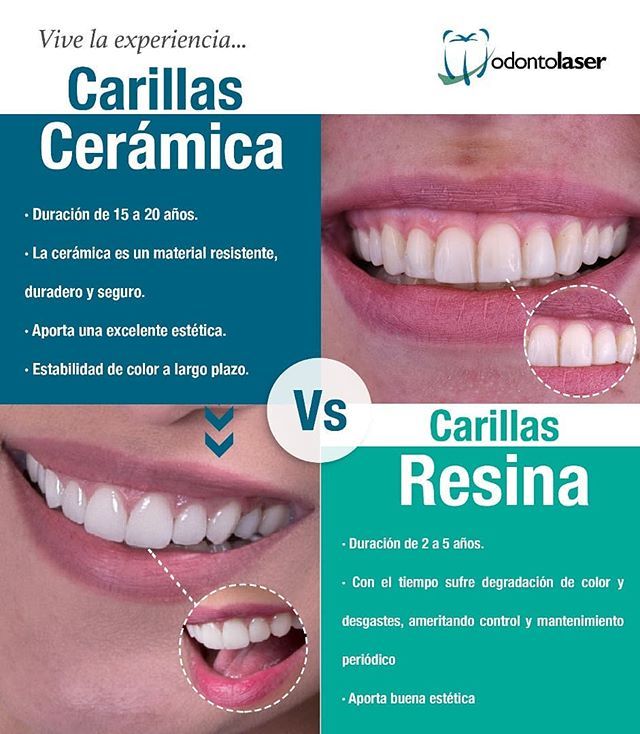 Vive la experiencia...
odontolaser
Carillas
Cerámica
· Duración de 15 a 20 años.
· La cerámica es un material resistente,
duradero y seguro.
· Aporta una excelente estética.
· Estabilidad de color a largo plazo.
Vs
Carillas
Resina
· Duración de 2 a 5 años.
· Con el tiempo sufre degradación de color y
desgastes, ameritando control y mantenimiento
periódico
· Aporta buena estética